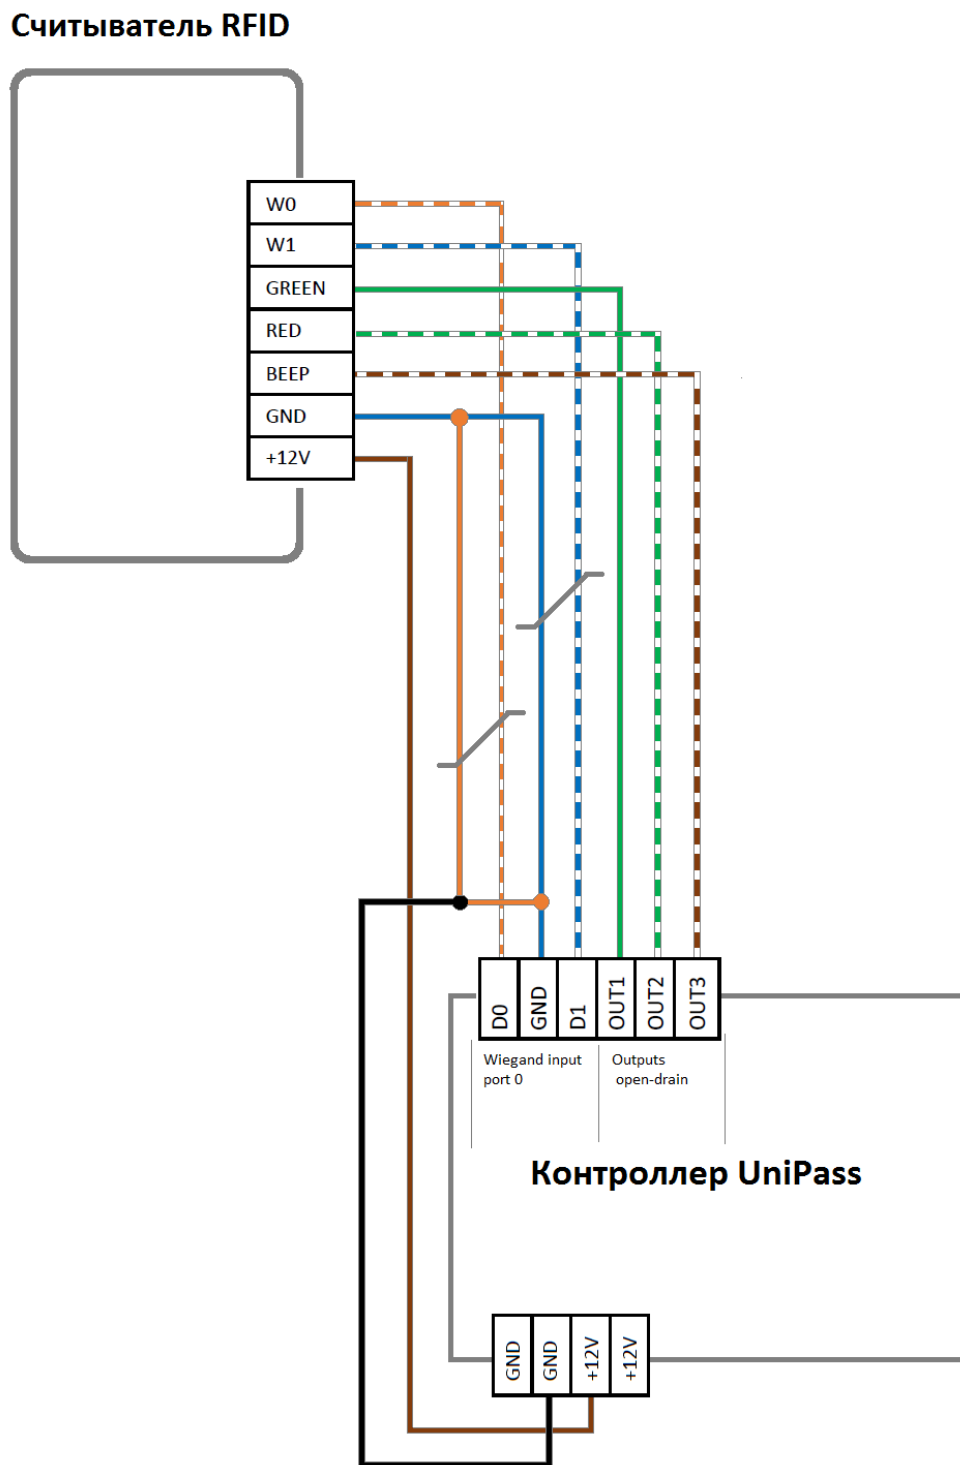 Считыватель RFID
W0
W1
GREEN
RED
BEEP
GND
+12V
D0
GND
D1
OUT1
OUT2
OUT3
Wiegand input
port 0
Outputs
open-drain
Контроллер UniPass
GND
GND
+12V
+12V